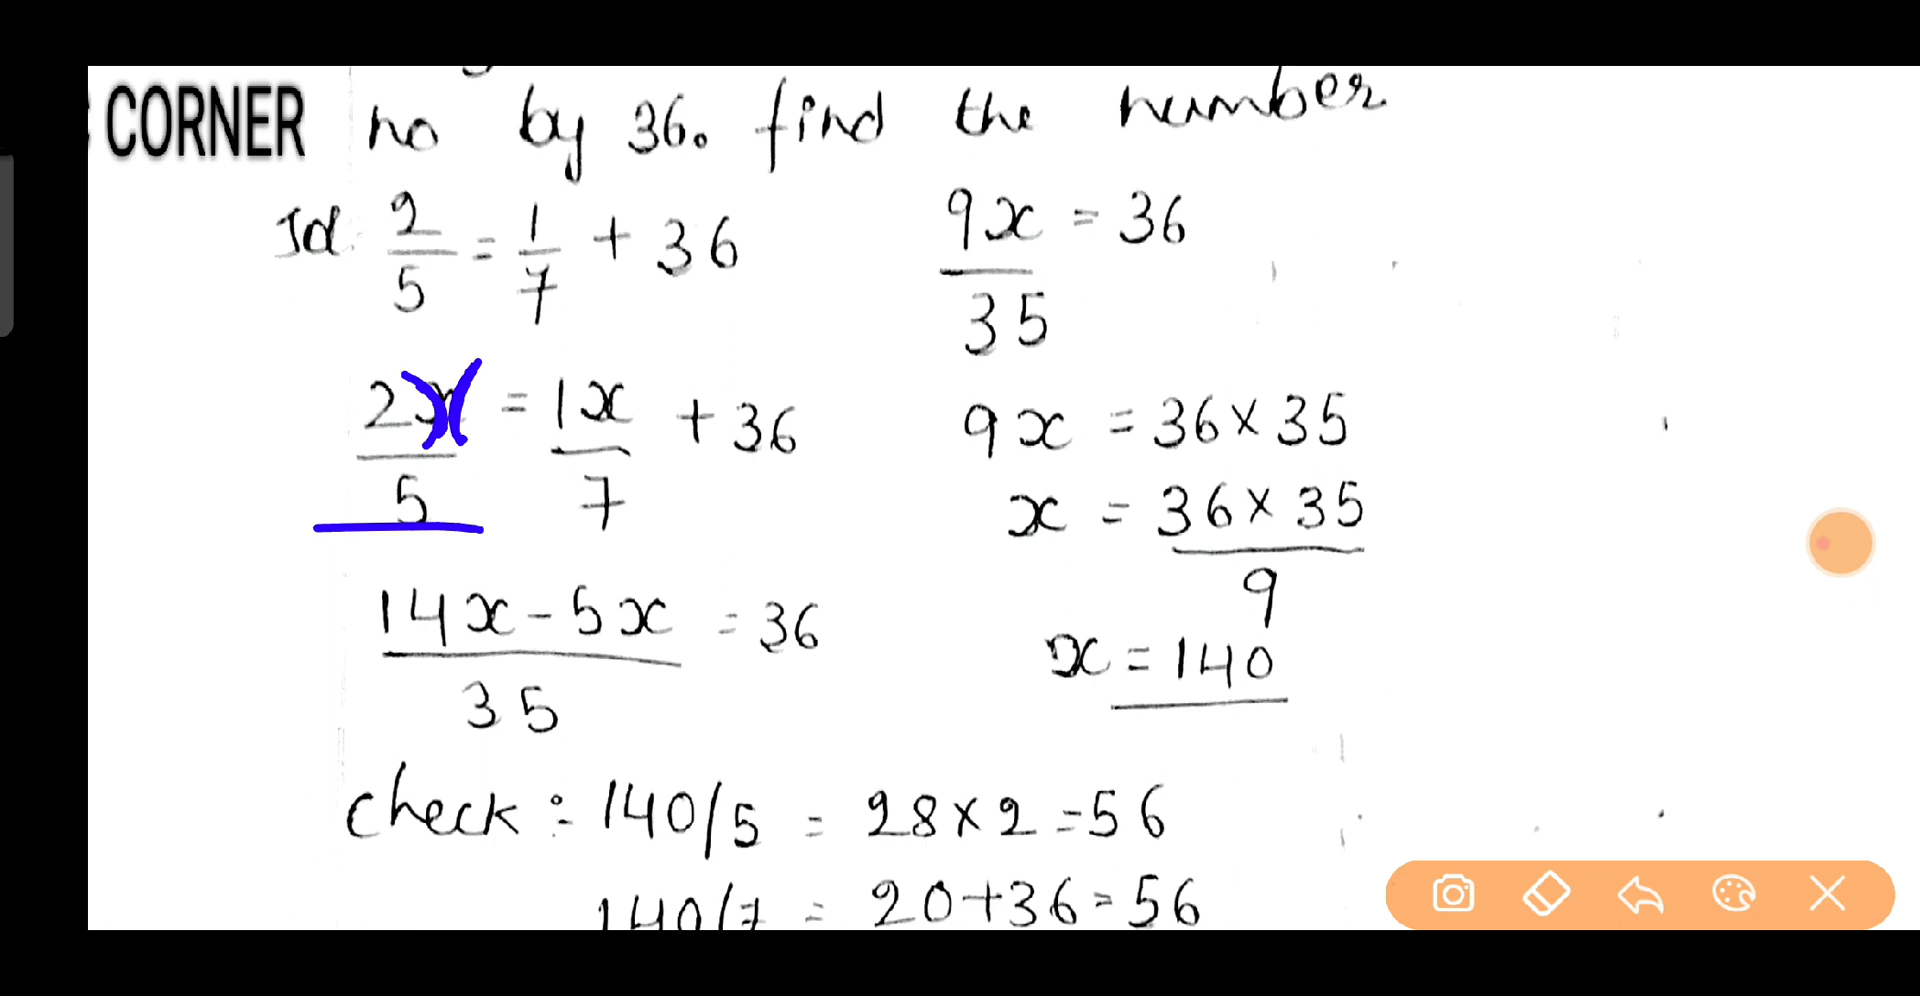 CORNER no by 36. find the number
Sol. 2/5 = 1/7 + 36
2x/5 = 1x/7 + 36
14x - 5x/35 = 36
9x/35 = 36
9x = 36 × 35
x = 36 × 35/9
x = 140
check :- 140/5 = 28 × 2 = 56
140/7 = 20 + 36 = 56